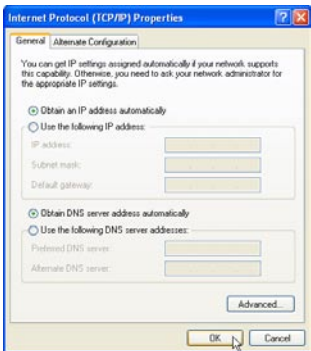 Internet Protocol (TCP/IP) Properties
General
Alternate Configuration
You can get IP settings assigned automatically if your network supports
this capability. Otherwise, you need to ask your network administrator for
the appropriate IP settings.
Obtain an IP address automatically
Use the following IP address:
IP address:
Subnet mask:
Default gateway:
Obtain DNS server address automatically
Use the following DNS server addresses:
Preferred DNS server:
Alternate DNS server:
Advanced...
OK
Cancel